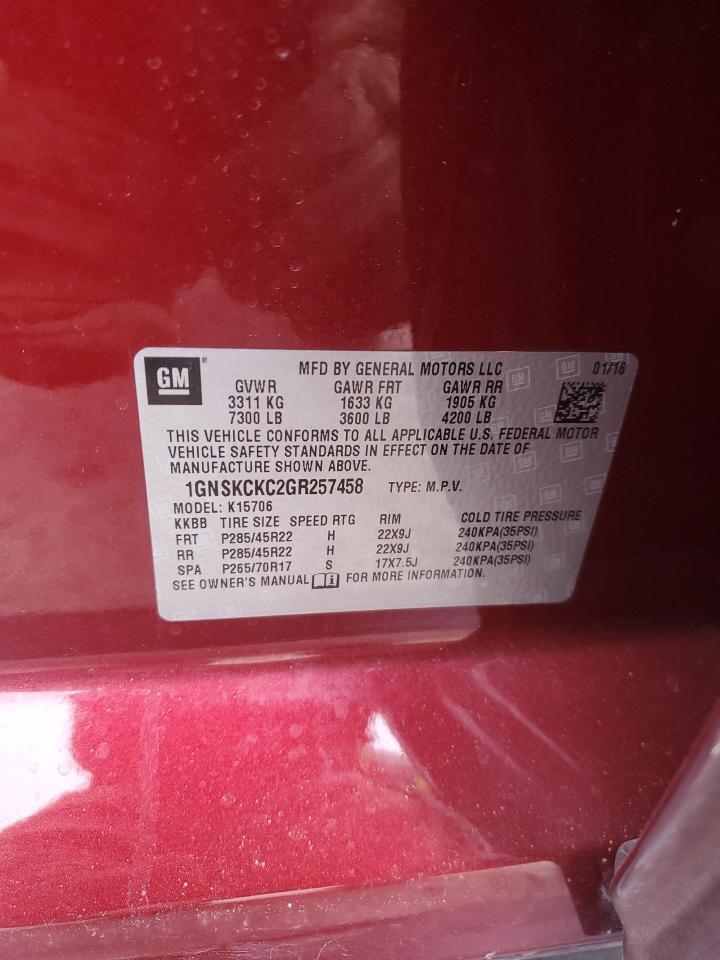 GM ® MFD BY GENERAL MOTORS LLC 01/16
GVWR GAWR FRT GAWR RR
3311 KG 1633 KG 1905 KG
7300 LB 3600 LB 4200 LB
THIS VEHICLE CONFORMS TO ALL APPLICABLE U.S. FEDERAL MOTOR
VEHICLE SAFETY STANDARDS IN EFFECT ON THE DATE OF
MANUFACTURE SHOWN ABOVE.
1GNSKCKC2GR257458 TYPE: M.P.V.
MODEL: K15706
KKBB TIRE SIZE SPEED RTG RIM COLD TIRE PRESSURE
FRT P285/45R22 H 22X9J 240KPA(35PSI)
RR P285/45R22 H 22X9J 240KPA(35PSI)
SPA P265/70R17 S 17X7.5J 240KPA(35PSI)
SEE OWNER'S MANUAL i FOR MORE INFORMATION.